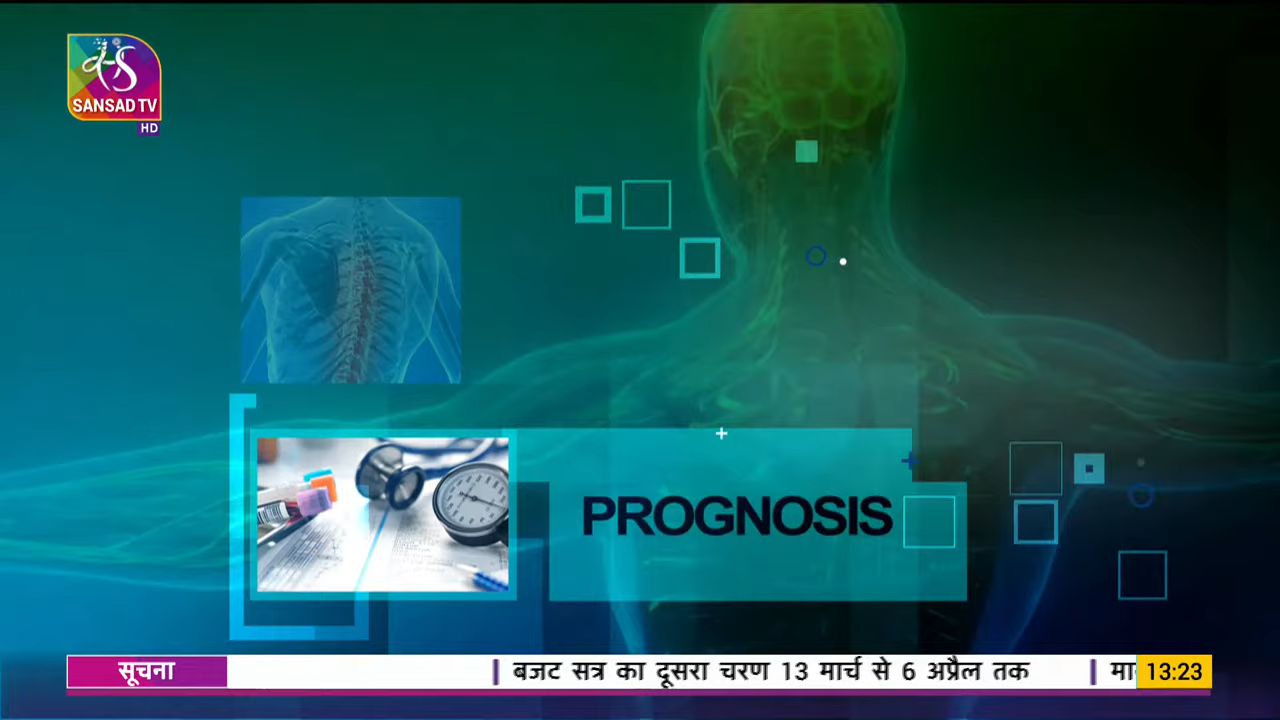 SANSAD TV
HD
PROGNOSIS
सूचना
बजट सत्र का दूसरा चरण 13 मार्च से 6 अप्रैल तक
13:23